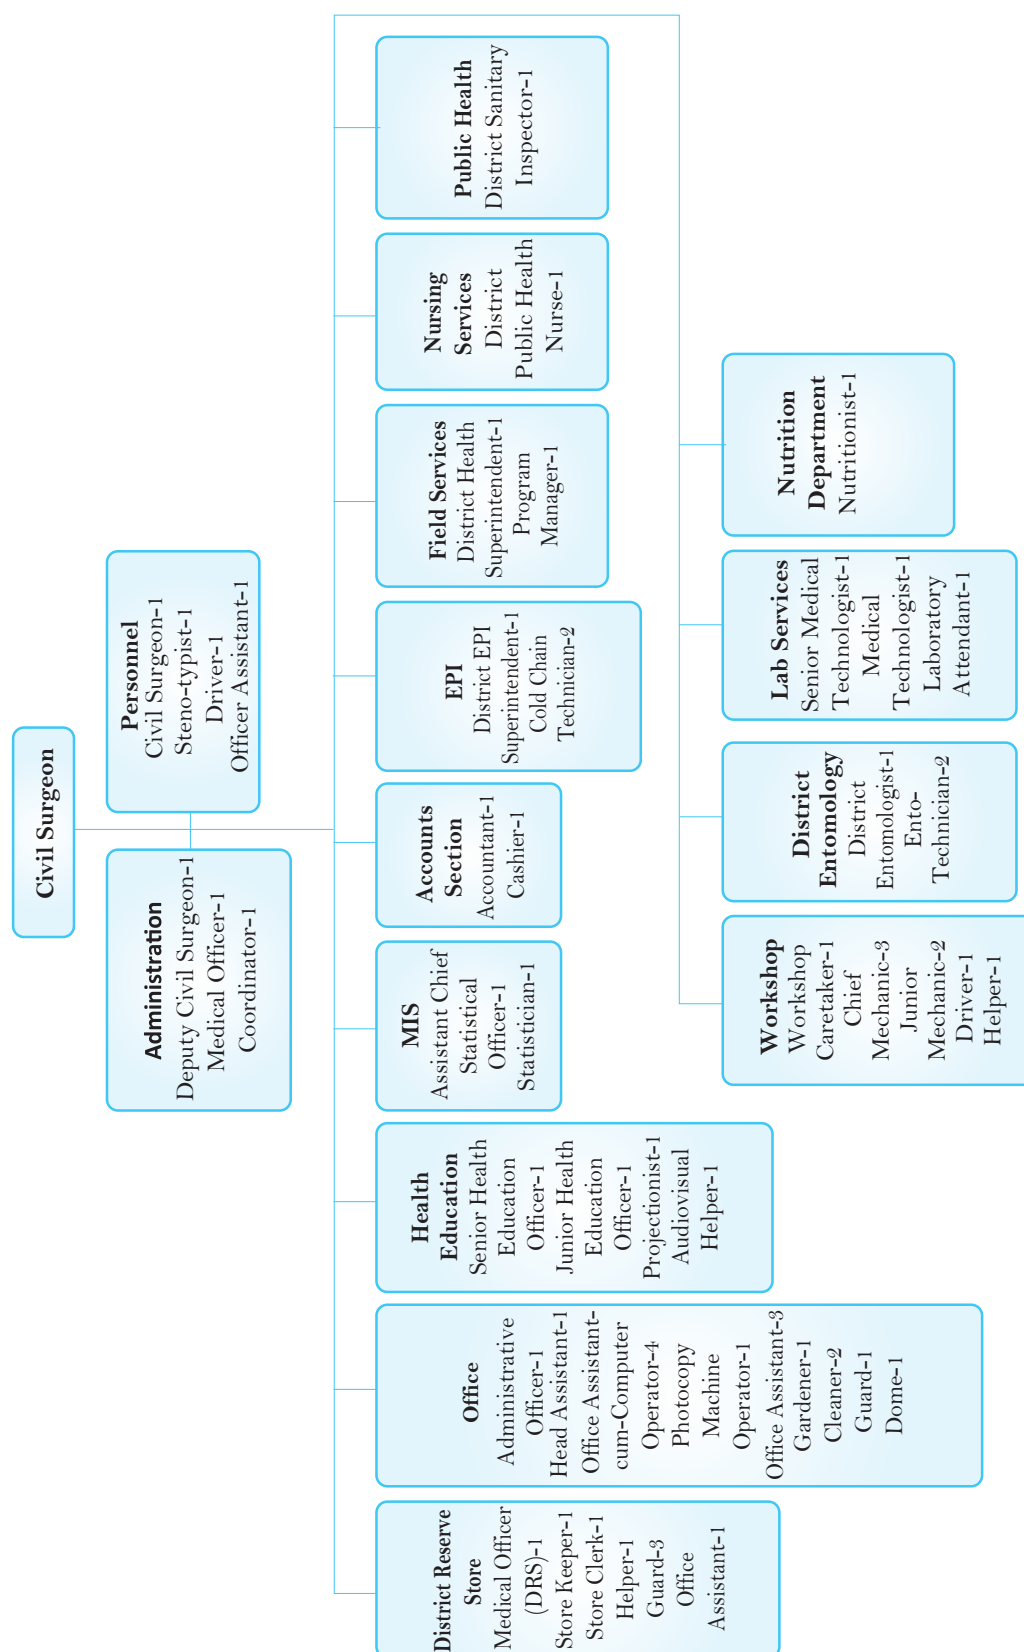 Civil Surgeon
Administration
Deputy Civil Surgeon-1
Medical Officer-1
Coordinator-1
Personnel
Civil Surgeon-1
Steno-typist-1
Driver-1
Officer Assistant-1
District Reserve
Store
Medical Officer
(DRS)-1
Store Keeper-1
Store Clerk-1
Helper-1
Guard-3
Office
Assistant-1
Office
Administrative
Officer-1
Head Assistant-1
Office Assistant-
cum-Computer
Operator-4
Photocopy
Machine
Operator-1
Office Assistant-3
Gardener-1
Cleaner-2
Guard-1
Dome-1
Health
Education
Senior Health
Education
Officer-1
Junior Health
Education
Officer-1
Projectionist-1
Audiovisual
Helper-1
MIS
Assistant Chief
Statistical
Officer-1
Statistician-1
Accounts
Section
Accountant-1
Cashier-1
EPI
District EPI
Superintendent-1
Cold Chain
Technician-2
Field Services
District Health
Superintendent-1
Program
Manager-1
Nursing
Services
District
Public Health
Nurse-1
Public Health
District Sanitary
Inspector-1
Workshop
Workshop
Caretaker-1
Chief
Mechanic-3
Junior
Mechanic-2
Driver-1
Helper-1
District
Entomology
District
Entomologist-1
Ento-
Technician-2
Lab Services
Senior Medical
Technologist-1
Medical
Technologist-1
Laboratory
Attendant-1
Nutrition
Department
Nutritionist-1